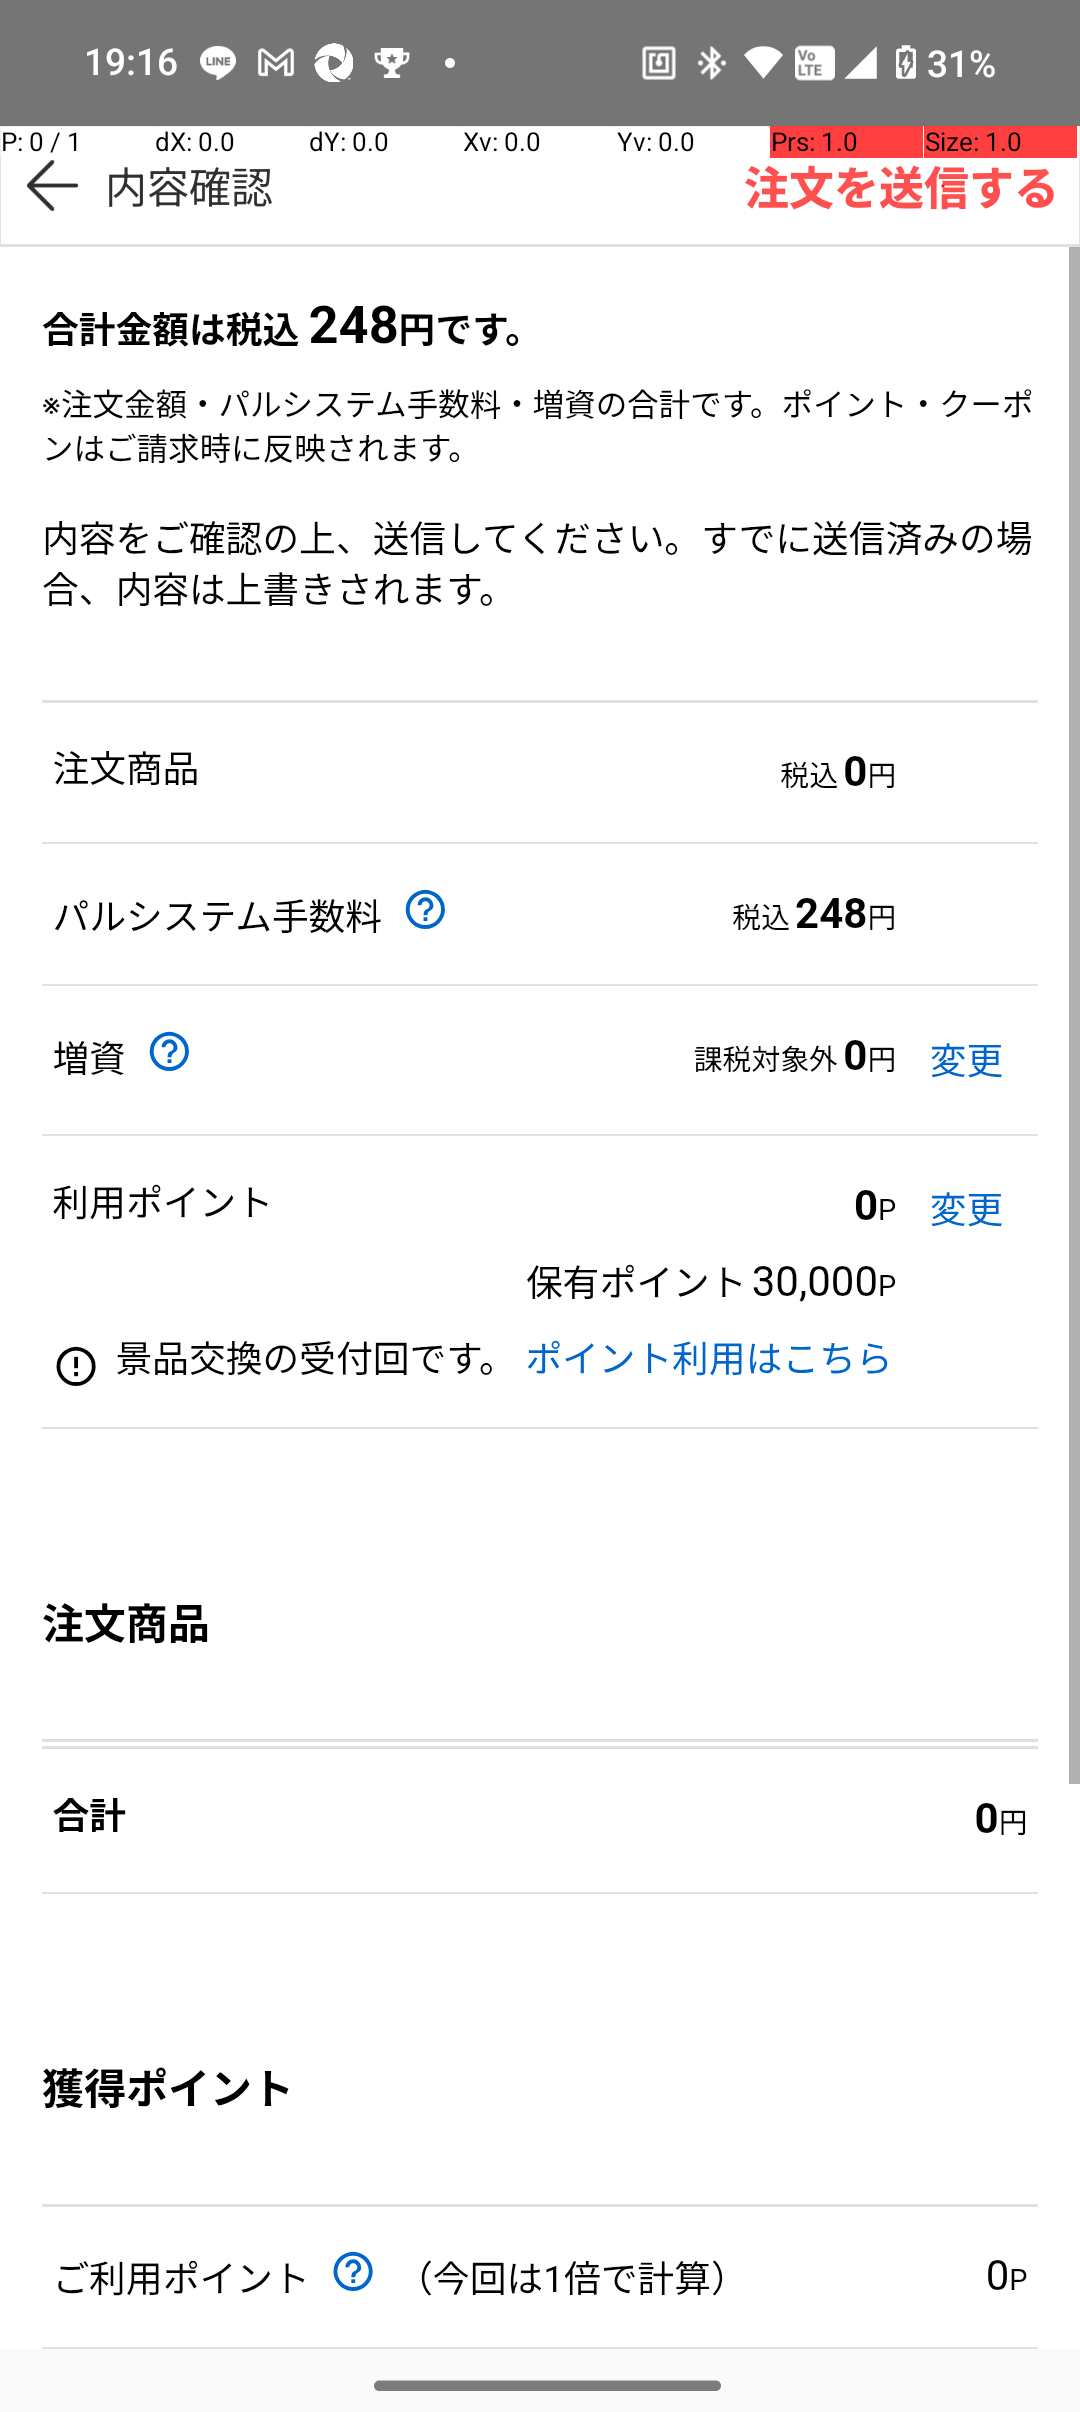 19:16 LINE VoLTE 31%
P: 0 / 1 dX: 0.0 dY: 0.0 Xv: 0.0 Yv: 0.0 Prs: 1.0 Size: 1.0
内容確認 注文を送信する
合計金額は税込 248円です。
※注文金額・パルシステム手数料・増資の合計です。ポイント・クーポ
ンはご請求時に反映されます。
内容をご確認の上、送信してください。すでに送信済みの場
合、内容は上書きされます。
注文商品 税込 0円
パルシステム手数料 ? 税込 248円
増資 ? 課税対象外 0円 変更
利用ポイント 0P 変更
保有ポイント 30,000P
景品交換の受付回です。 ポイント利用はこちら
注文商品
合計 0円
獲得ポイント
ご利用ポイント ? （今回は1倍で計算） 0P